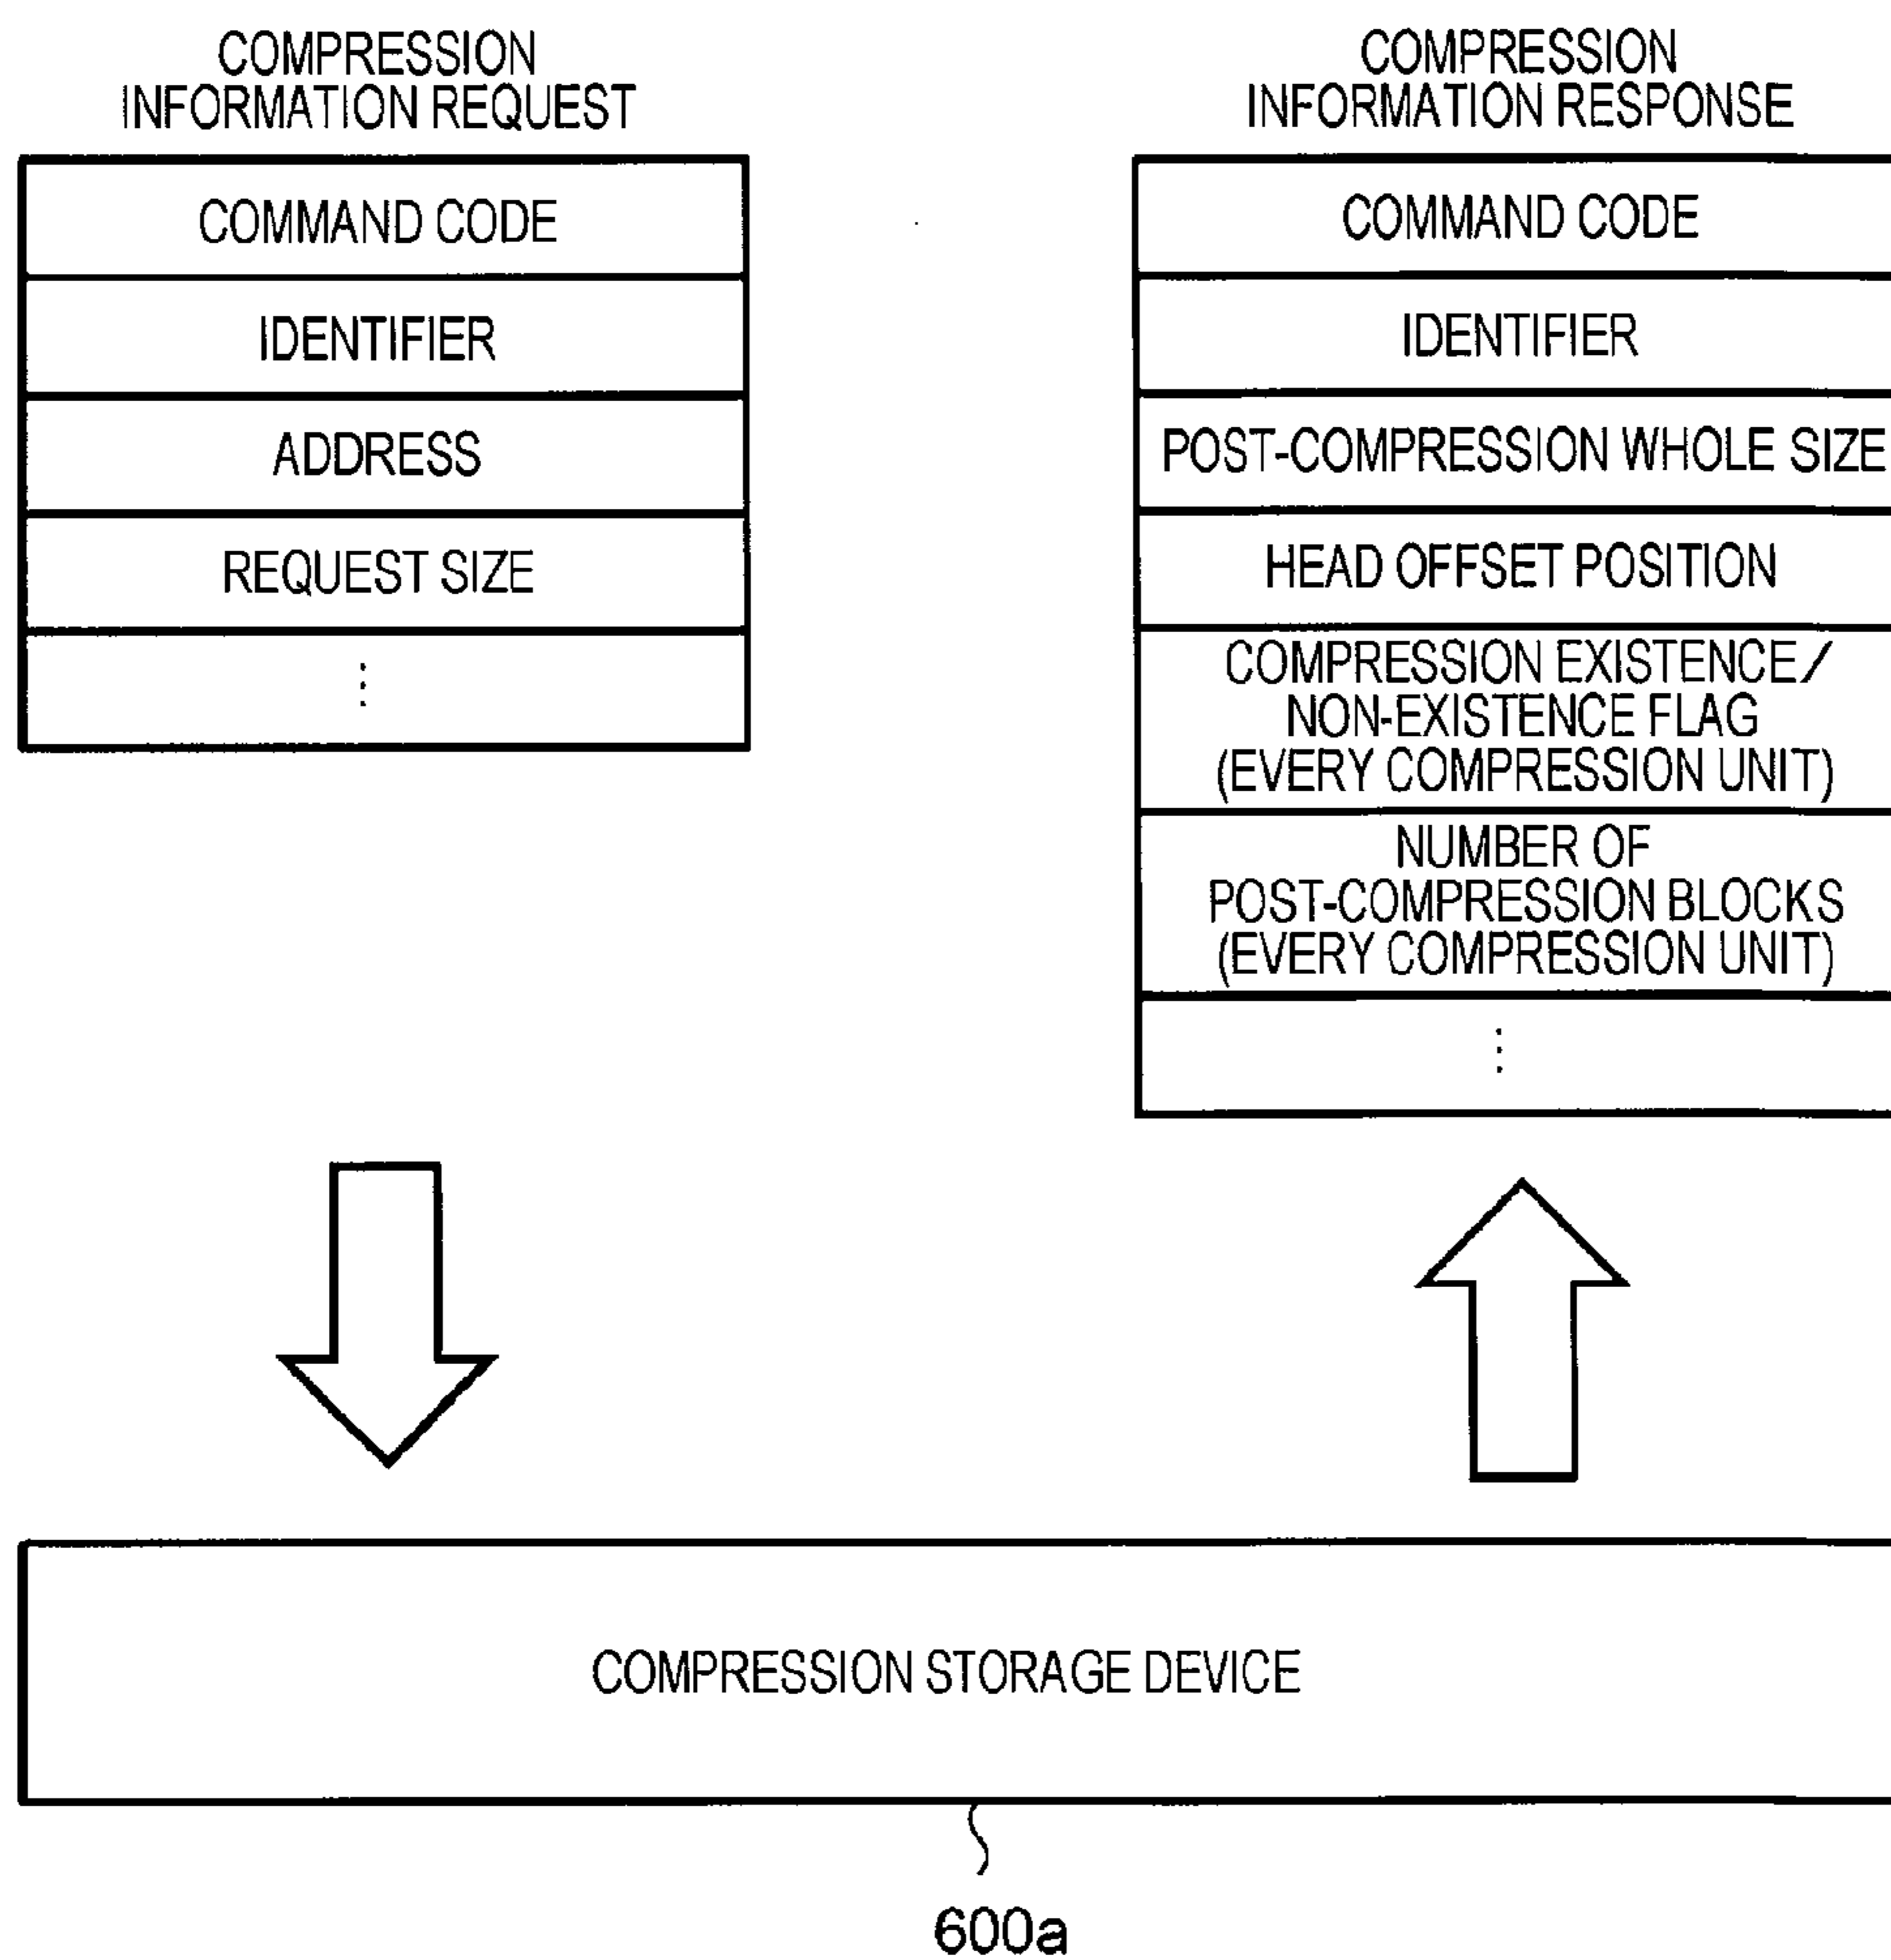 COMPRESSION
INFORMATION REQUEST
COMMAND CODE
IDENTIFIER
ADDRESS
REQUEST SIZE
⋮
COMPRESSION
INFORMATION RESPONSE
COMMAND CODE
IDENTIFIER
POST-COMPRESSION WHOLE SIZE
HEAD OFFSET POSITION
COMPRESSION EXISTENCE/
NON-EXISTENCE FLAG
(EVERY COMPRESSION UNIT)
NUMBER OF
POST-COMPRESSION BLOCKS
(EVERY COMPRESSION UNIT)
⋮
COMPRESSION STORAGE DEVICE
600a